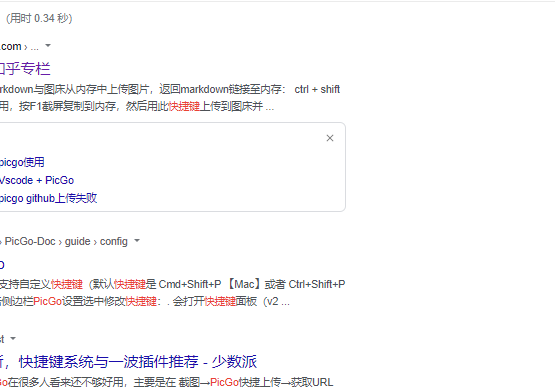 （用时 0.34 秒）
.com › ...
知乎专栏
rkdown与图床从内存中上传图片，返回markdown链接至内存： ctrl + shift
用，按F1截屏复制到内存，然后用此快捷键上传到图床并 ...
picgo使用
Vscode + PicGo
picgo github上传失败
› PicGo-Doc › guide › config
支持自定义快捷键（默认快捷键是 Cmd+Shift+P 【Mac】或者 Ctrl+Shift+P
侧边栏PicGo设置选中修改快捷键：. 会打开快捷键面板（v2 ...
，快捷键系统与一波插件推荐 - 少数派
Go在很多人看来还不够好用，主要是在 截图→PicGo快捷上传→获取URL